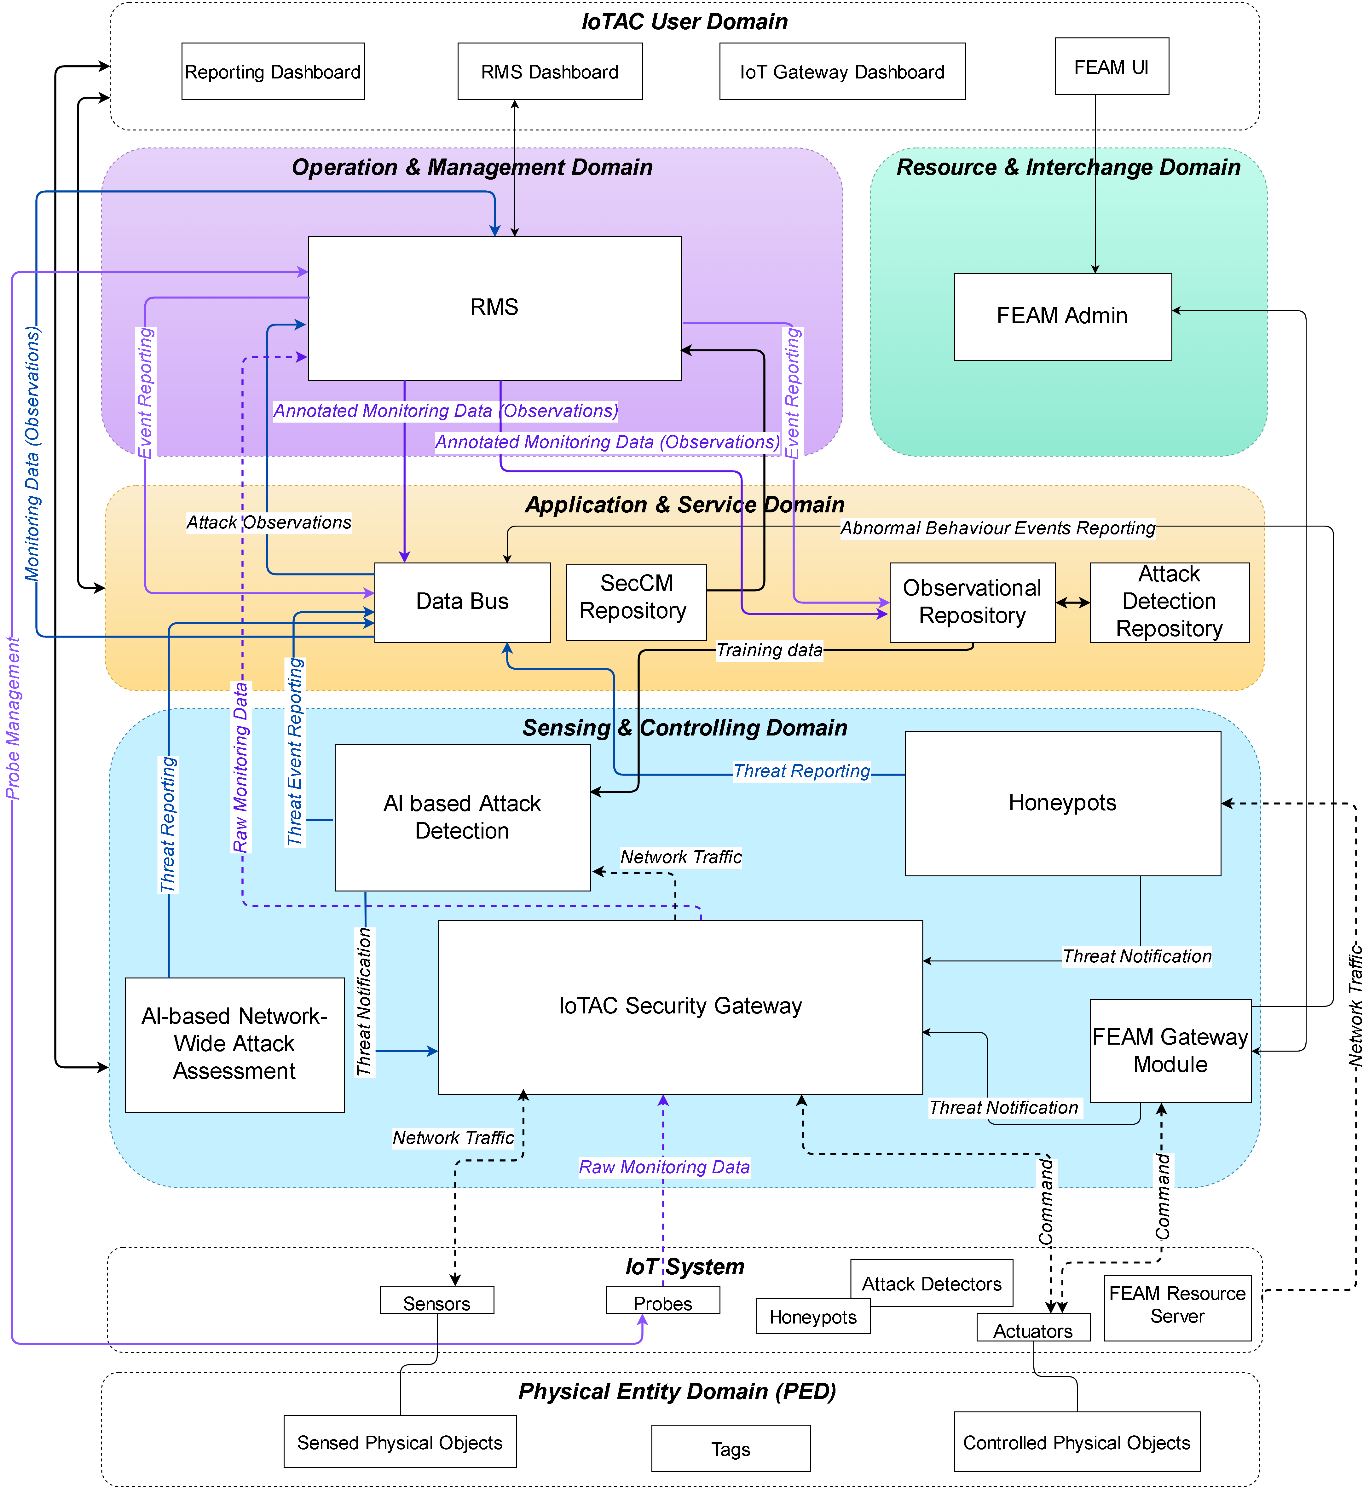 IoTAC User Domain
Reporting Dashboard
RMS Dashboard
IoT Gateway Dashboard
FEAM UI
Operation & Management Domain
Resource & Interchange Domain
RMS
FEAM Admin
Monitoring Data (Observations)
Event Reporting
Event Reporting
Annotated Monitoring Data (Observations)
Annotated Monitoring Data (Observations)
Application & Service Domain
Attack Observations
Abnormal Behaviour Events Reporting
Data Bus
SecCM
Repository
Observational
Repository
Attack
Detection
Repository
Training data
Probe Management
Raw Monitoring Data
Threat Event Reporting
Threat Reporting
Sensing & Controlling Domain
AI based Attack
Detection
Threat Reporting
Honeypots
Network Traffic
Threat Notification
IoTAC Security Gateway
Threat Notification
AI-based Network-
Wide Attack
Assessment
FEAM Gateway
Module
Threat Notification
Network Traffic
Network Traffic
Raw Monitoring Data
Command
Command
IoT System
Sensors
Probes
Attack Detectors
Honeypots
Actuators
FEAM Resource
Server
Physical Entity Domain (PED)
Sensed Physical Objects
Tags
Controlled Physical Objects